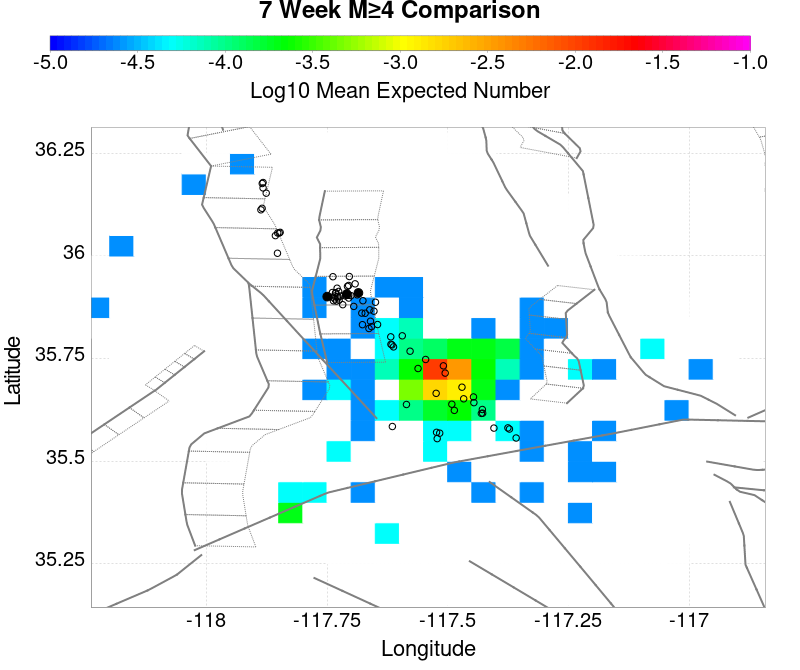 7 Week M≥4 Comparison
-5.0 -4.5 -4.0 -3.5 -3.0 -2.5 -2.0 -1.5 -1.0
Log10 Mean Expected Number
36.25
36
35.75
35.5
35.25
Latitude
-118 -117.75 -117.5 -117.25 -117
Longitude